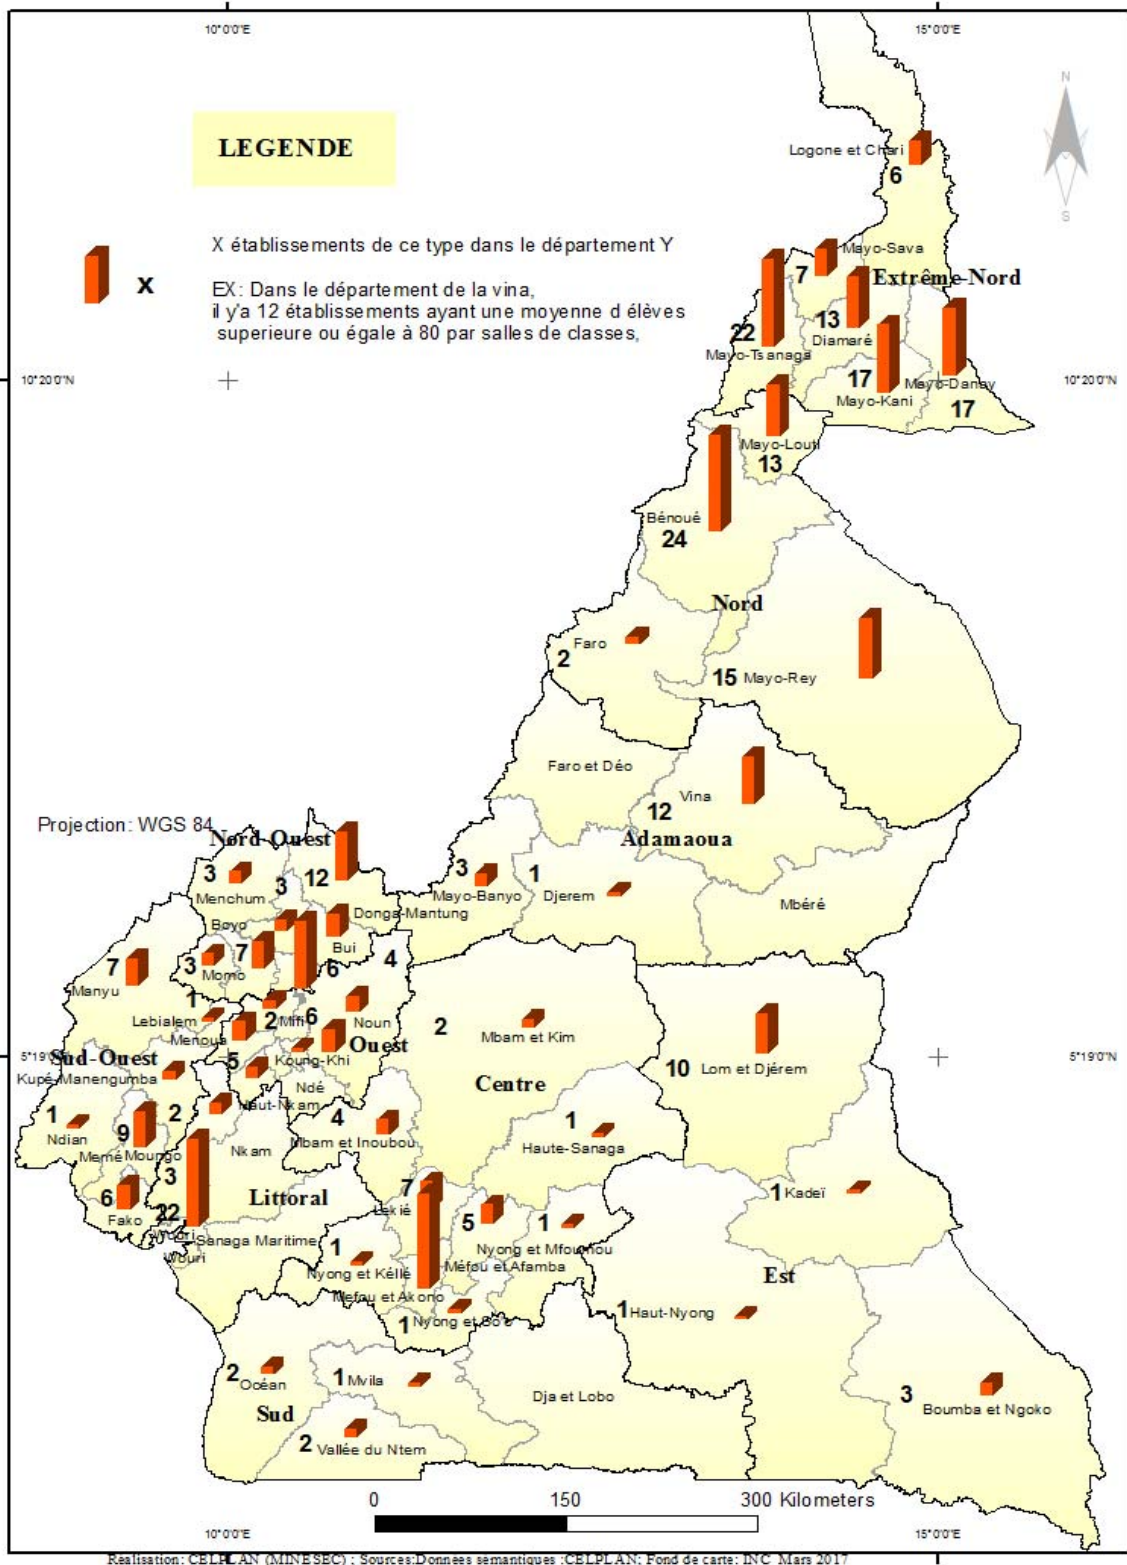 10°0'0"E
15°0'0"E
N
S
LEGENDE
X établissements de ce type dans le département Y
x
EX: Dans le département de la vina,
il y'a 12 établissements ayant une moyenne d élèves
superieure ou égale à 80 par salles de classes,
Logone et Chari
6
Mayo-Sava
7
Extrême-Nord
22
Mayo-Tsanaga
13
Diamaré
10°20'0"N
10°20'0"N
17
Mayo-Kani
Mayo-Danay
17
Mayo-Louti
13
Bénoué
24
Nord
Faro
2
15 Mayo-Rey
Faro et Déo
Vina
12
Projection: WGS 84
Nord-Ouest
Adamaoua
3
Menchum
3
12
3
Mayo-Banyo
1
Djerem
Mbéré
Donga-Mantung
Boyo
Bui
7
Manyu
3
Momo
7
6
4
1
Lebialem
2
Mifi
6
Noun
Menoua
2
Mbam et Kim
5°19'0"N
5°19'0"N
Sud-Ouest
Ouest
Koung-Khi
5
10
Lom et Djérem
Kupé-Manengumba
Centre
Ndé
Haut-Nkam
1
Ndian
2
4
Mbam et Inoubou
1
Haute-Sanaga
9
Memé
Moungo
Nkam
3
Littoral
7
Lekié
1 Kadeï
6
Fako
22
Wouri
Sanaga Maritime
Wouri
5
1
Nyong et Mfoumou
Méfou et Afamba
1
Nyong et Kéllé
Mefou et Akono
Est
1
Nyong et So'o
1 Haut-Nyong
2
Océan
1 Mvila
Dja et Lobo
3
Boumba et Ngoko
Sud
2 Vallée du Ntem
0 150 300 Kilometers
10°0'0"E
15°0'0"E
Realisation: CELPLAN (MINESEC) ; Sources:Donnees semantiques :CELPLAN; Fond de carte: INC Mars 2017